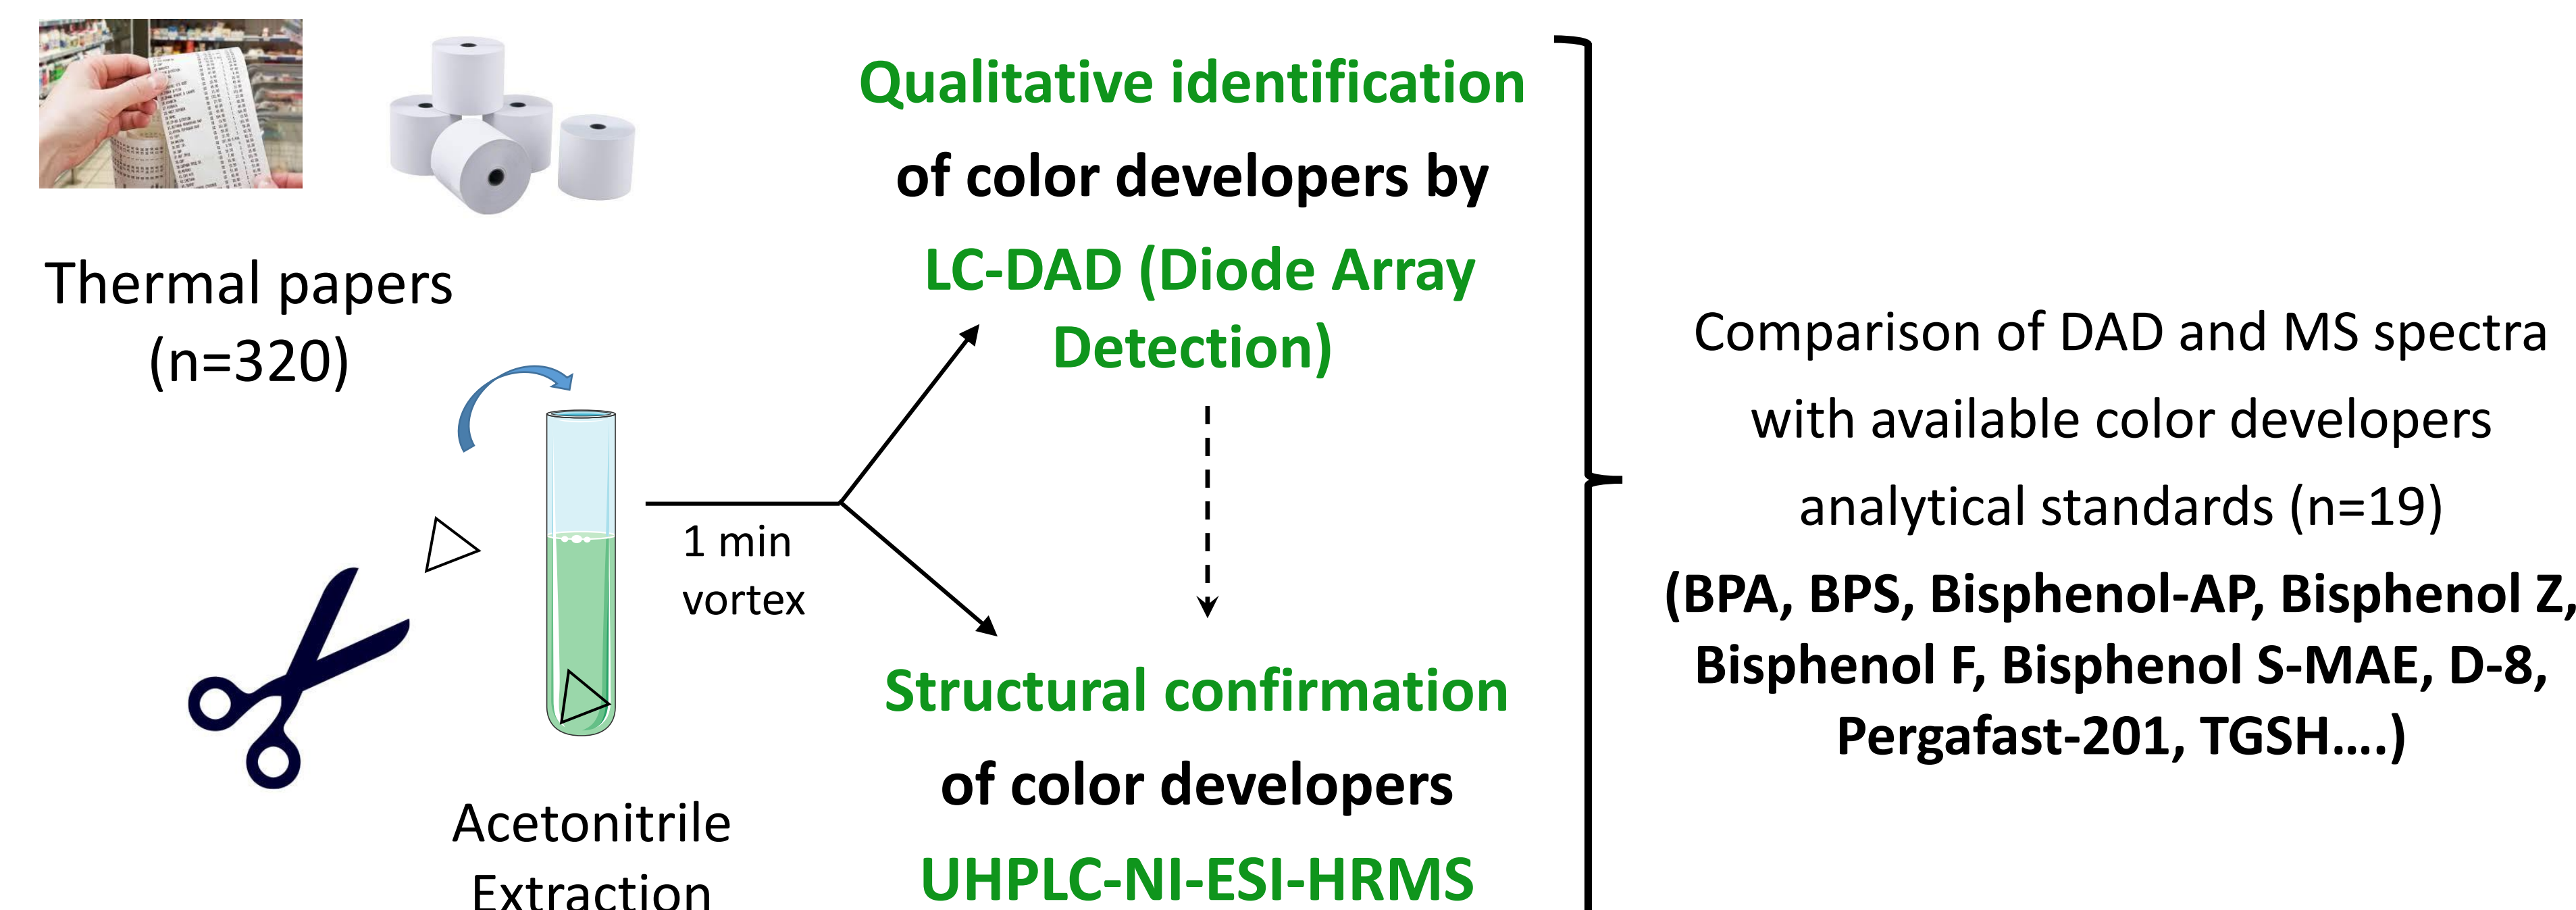 Thermal papers
(n=320)
Acetonitrile
Extraction
1 min
vortex
Qualitative identification
of color developers by
LC-DAD (Diode Array
Detection)
Structural confirmation
of color developers
UHPLC-NI-ESI-HRMS
Comparison of DAD and MS spectra
with available color developers
analytical standards (n=19)
(BPA, BPS, Bisphenol-AP, Bisphenol Z,
Bisphenol F, Bisphenol S-MAE, D-8,
Pergafast-201, TGSH....)